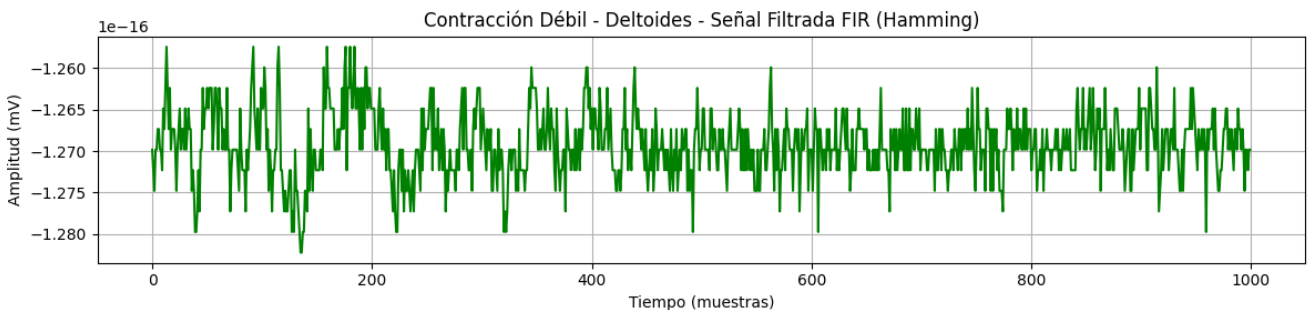 Contracción Débil - Deltoides - Señal Filtrada FIR (Hamming)
1e−16
−1.260
−1.265
−1.270
−1.275
−1.280
Amplitud (mV)
0 200 400 600 800 1000
Tiempo (muestras)